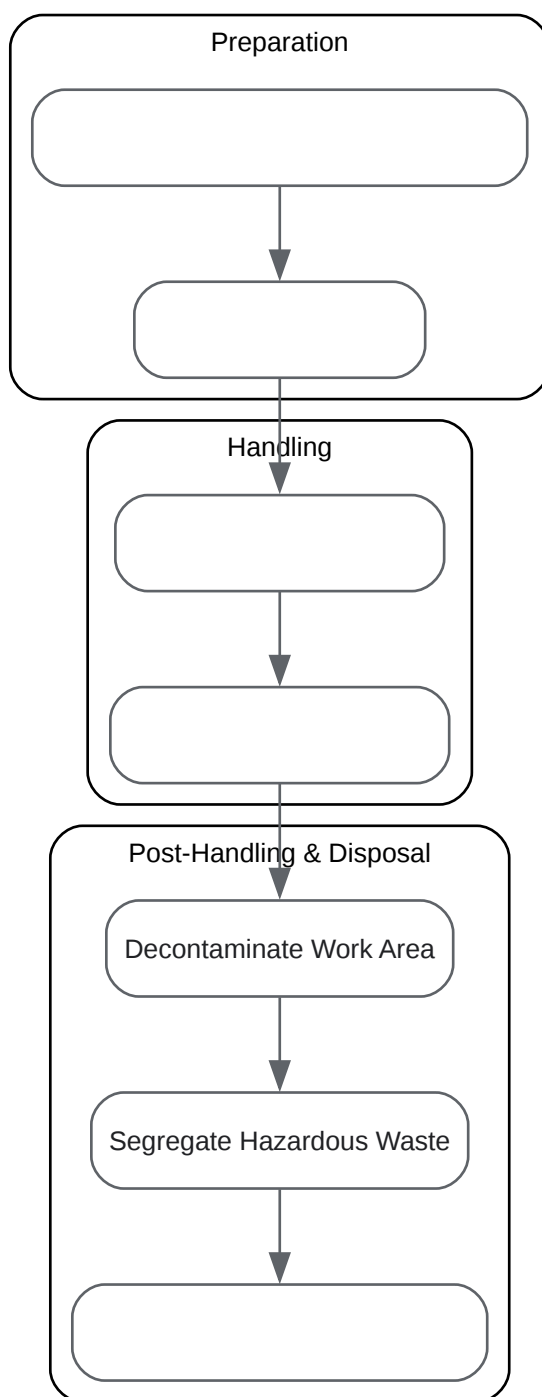 Preparation
Handling
Post-Handling & Disposal
Decontaminate Work Area
Segregate Hazardous Waste